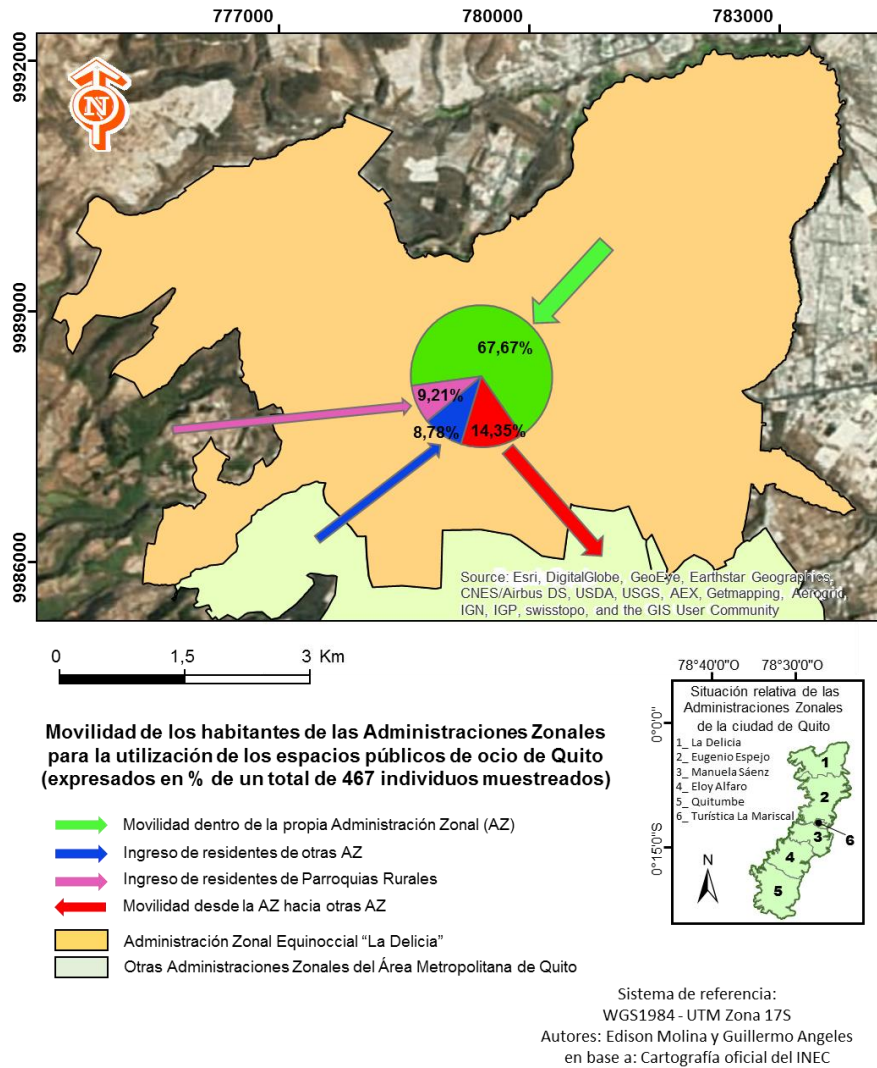 777000
780000
783000
9992000
9989000
9986000
N
67,67%
9,21%
8,78%
14,35%
Source: Esri, DigitalGlobe, GeoEye, Earthstar Geographics,
CNES/Airbus DS, USDA, USGS, AEX, Getmapping, Aerogrid,
IGN, IGP, swisstopo, and the GIS User Community
0
1,5
3 Km
Movilidad de los habitantes de las Administraciones Zonales
para la utilización de los espacios públicos de ocio de Quito
(expresados en % de un total de 467 individuos muestreados)
Movilidad dentro de la propia Administración Zonal (AZ)
Ingreso de residentes de otras AZ
Ingreso de residentes de Parroquias Rurales
Movilidad desde la AZ hacia otras AZ
Administración Zonal Equinoccial “La Delicia”
Otras Administraciones Zonales del Área Metropolitana de Quito
78°40'0"O
78°30'0"O
0°0'0"
0°15'0"S
Situación relativa de las
Administraciones Zonales
de la ciudad de Quito
1_ La Delicia
2_ Eugenio Espejo
3_ Manuela Sáenz
4_ Eloy Alfaro
5_ Quitumbe
6_ Turística La Mariscal
1
2
3
4
5
6
N
Sistema de referencia:
WGS1984 - UTM Zona 17S
Autores: Edison Molina y Guillermo Angeles
en base a: Cartografía oficial del INEC